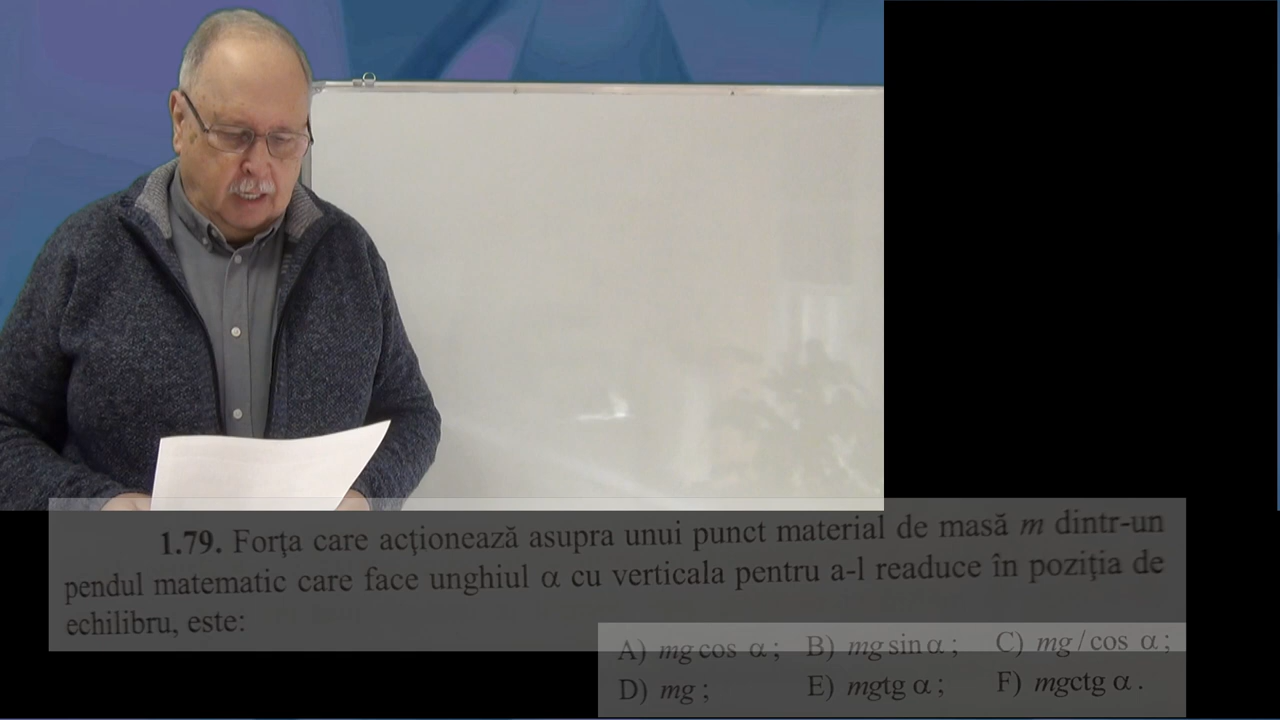 1.79. Forţa care acţionează asupra unui punct material de masă m dintr-un
pendul matematic care face unghiul α cu verticala pentru a-l readuce în poziţia de
echilibru, este:
A) mg cos α; B) mg sin α; C) mg/cos α;
D) mg; E) mgtg α; F) mgctg α.